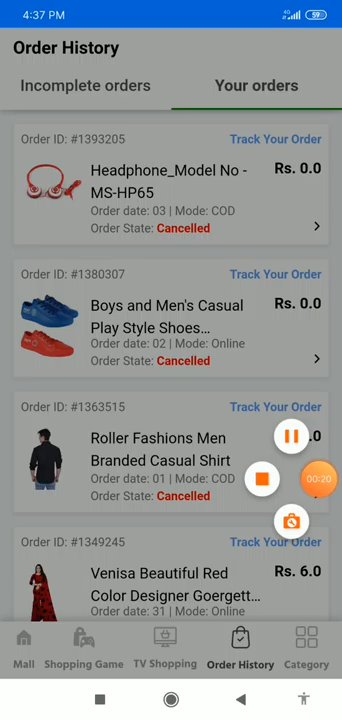 4:37 PM
4G
59
Order History
Incomplete orders
Your orders
Order ID: #1393205
Track Your Order
Headphone_Model No -
MS-HP65
Rs. 0.0
Order date: 03 | Mode: COD
Order State: Cancelled
Order ID: #1380307
Track Your Order
Boys and Men's Casual
Play Style Shoes...
Rs. 0.0
Order date: 02 | Mode: Online
Order State: Cancelled
Order ID: #1363515
Track Your Order
Roller Fashions Men
Branded Casual Shirt
.0
Order date: 01 | Mode: COD
Order State: Cancelled
00:20
Order ID: #1349245
Track Your Order
Venisa Beautiful Red
Color Designer Goergett...
Rs. 6.0
Order date: 31 | Mode: Online
Mall
Shopping Game
TV Shopping
Order History
Category